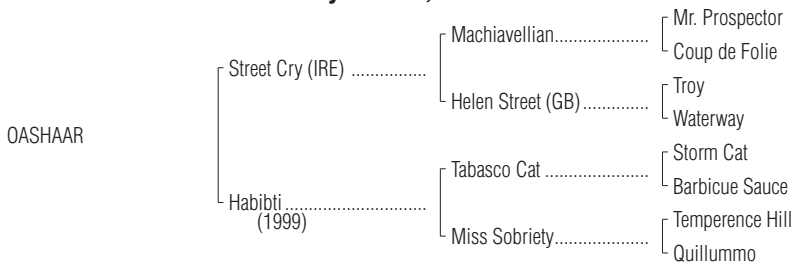 Mr. Prospector
Machiavellian....................
Coup de Folie
Street Cry (IRE) ................
Troy
Helen Street (GB)..............
Waterway
OASHAAR
Storm Cat
Tabasco Cat ......................
Barbicue Sauce
Habibti ..............................
(1999)
Temperence Hill
Miss Sobriety....................
Quillummo